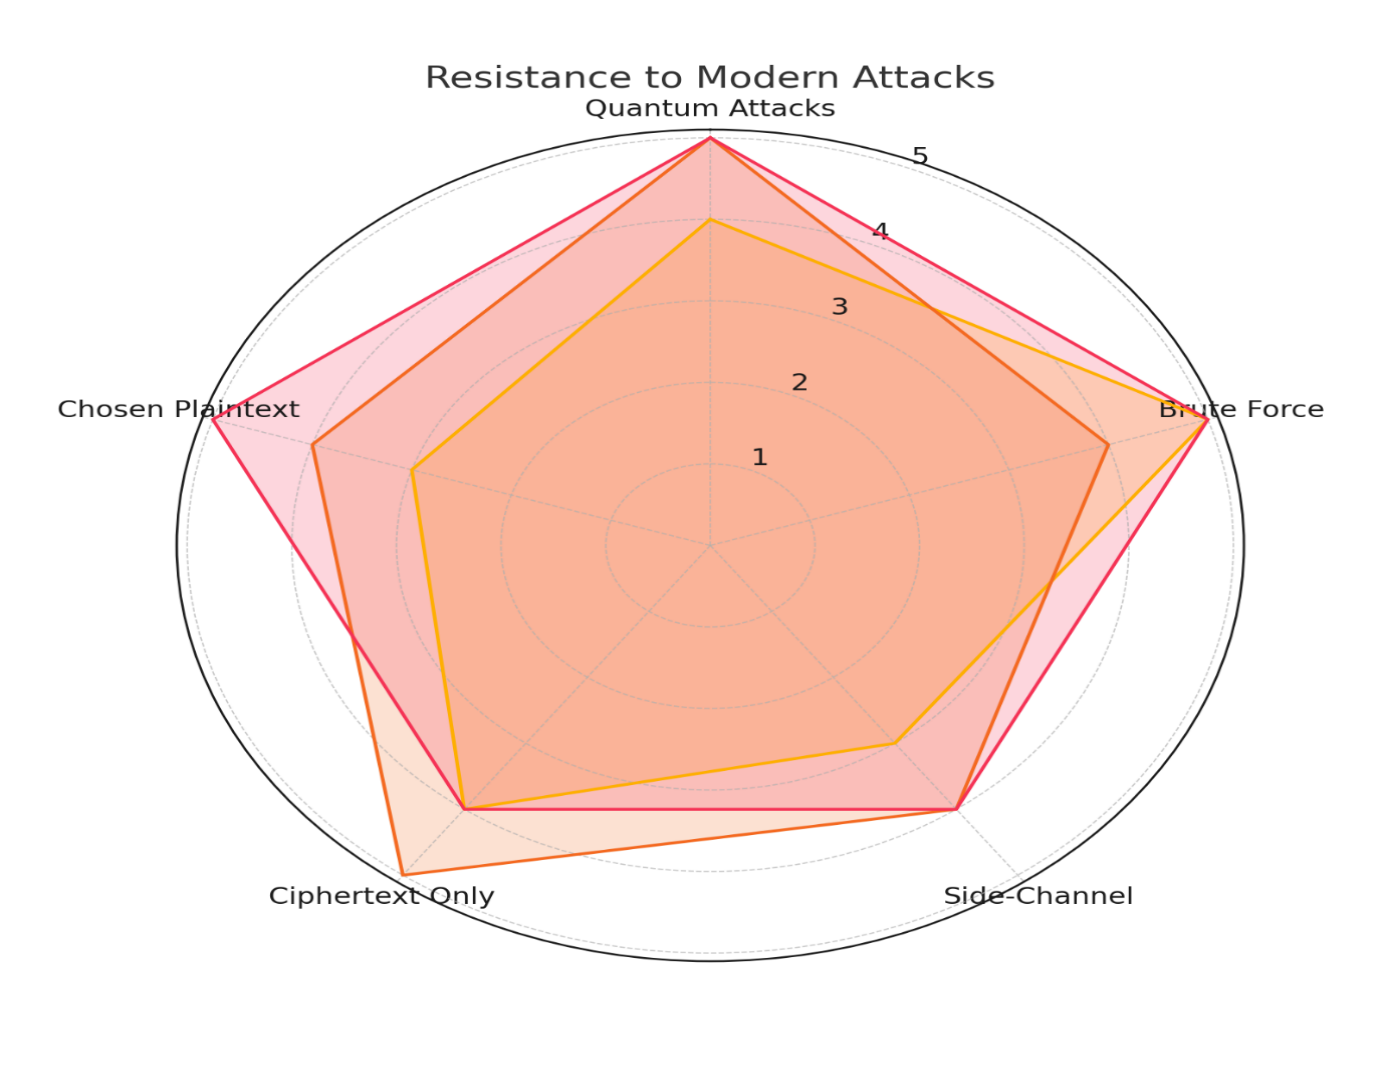 Resistance to Modern Attacks
Quantum Attacks
5
4
3
2
1
Chosen Plaintext
Brute Force
Ciphertext Only
Side-Channel